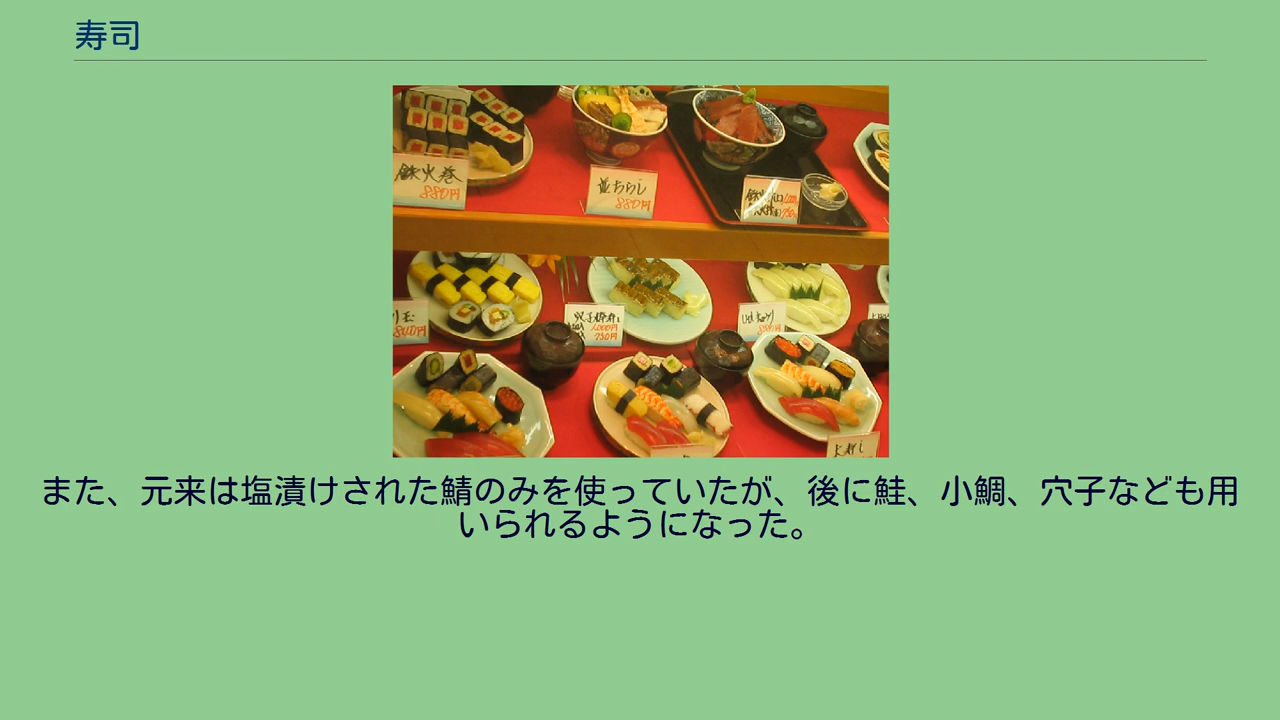 寿司
鉄火巻
880円
並ちらし
880円
また、元来は塩漬けされた鯖のみを使っていたが、後に鮭、小鯛、穴子なども用
いられるようになった。